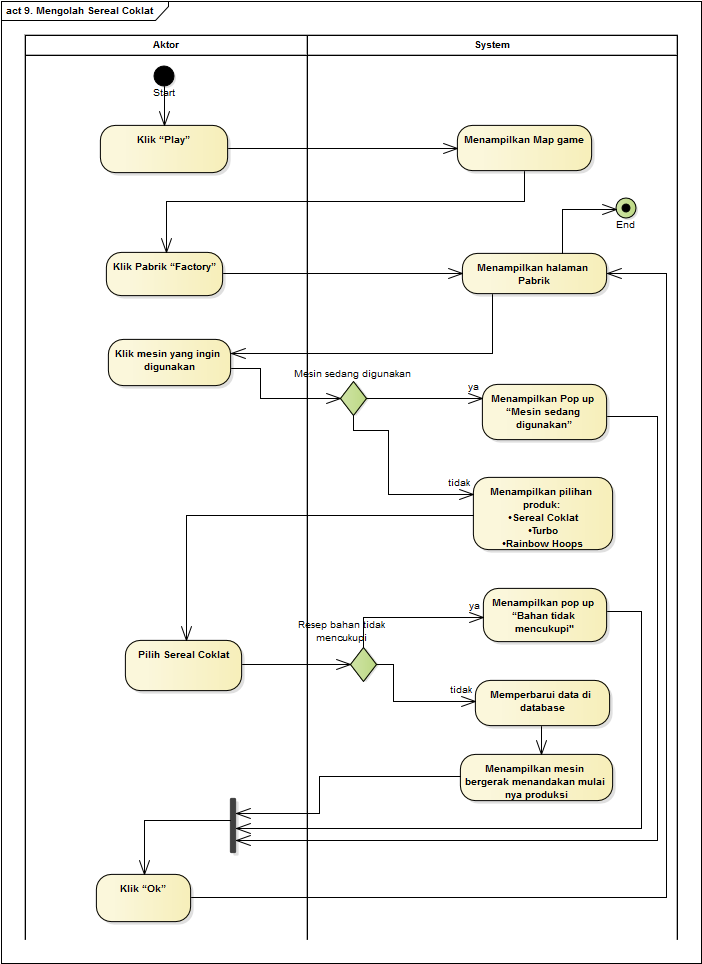 act 9. Mengolah Sereal Coklat
Aktor
System
Start
Klik “Play”
Menampilkan Map game
End
Klik Pabrik “Factory”
Menampilkan halaman
Pabrik
Klik mesin yang ingin
digunakan
Mesin sedang digunakan
ya
Menampilkan Pop up
“Mesin sedang
digunakan”
tidak
Menampilkan pilihan
produk:
•Sereal Coklat
•Turbo
•Rainbow Hoops
ya
Menampilkan pop up
“Bahan tidak
mencukupi"
Resep bahan tidak
mencukupi
Pilih Sereal Coklat
tidak
Memperbarui data di
database
Menampilkan mesin
bergerak menandakan mulai
nya produksi
Klik “Ok”